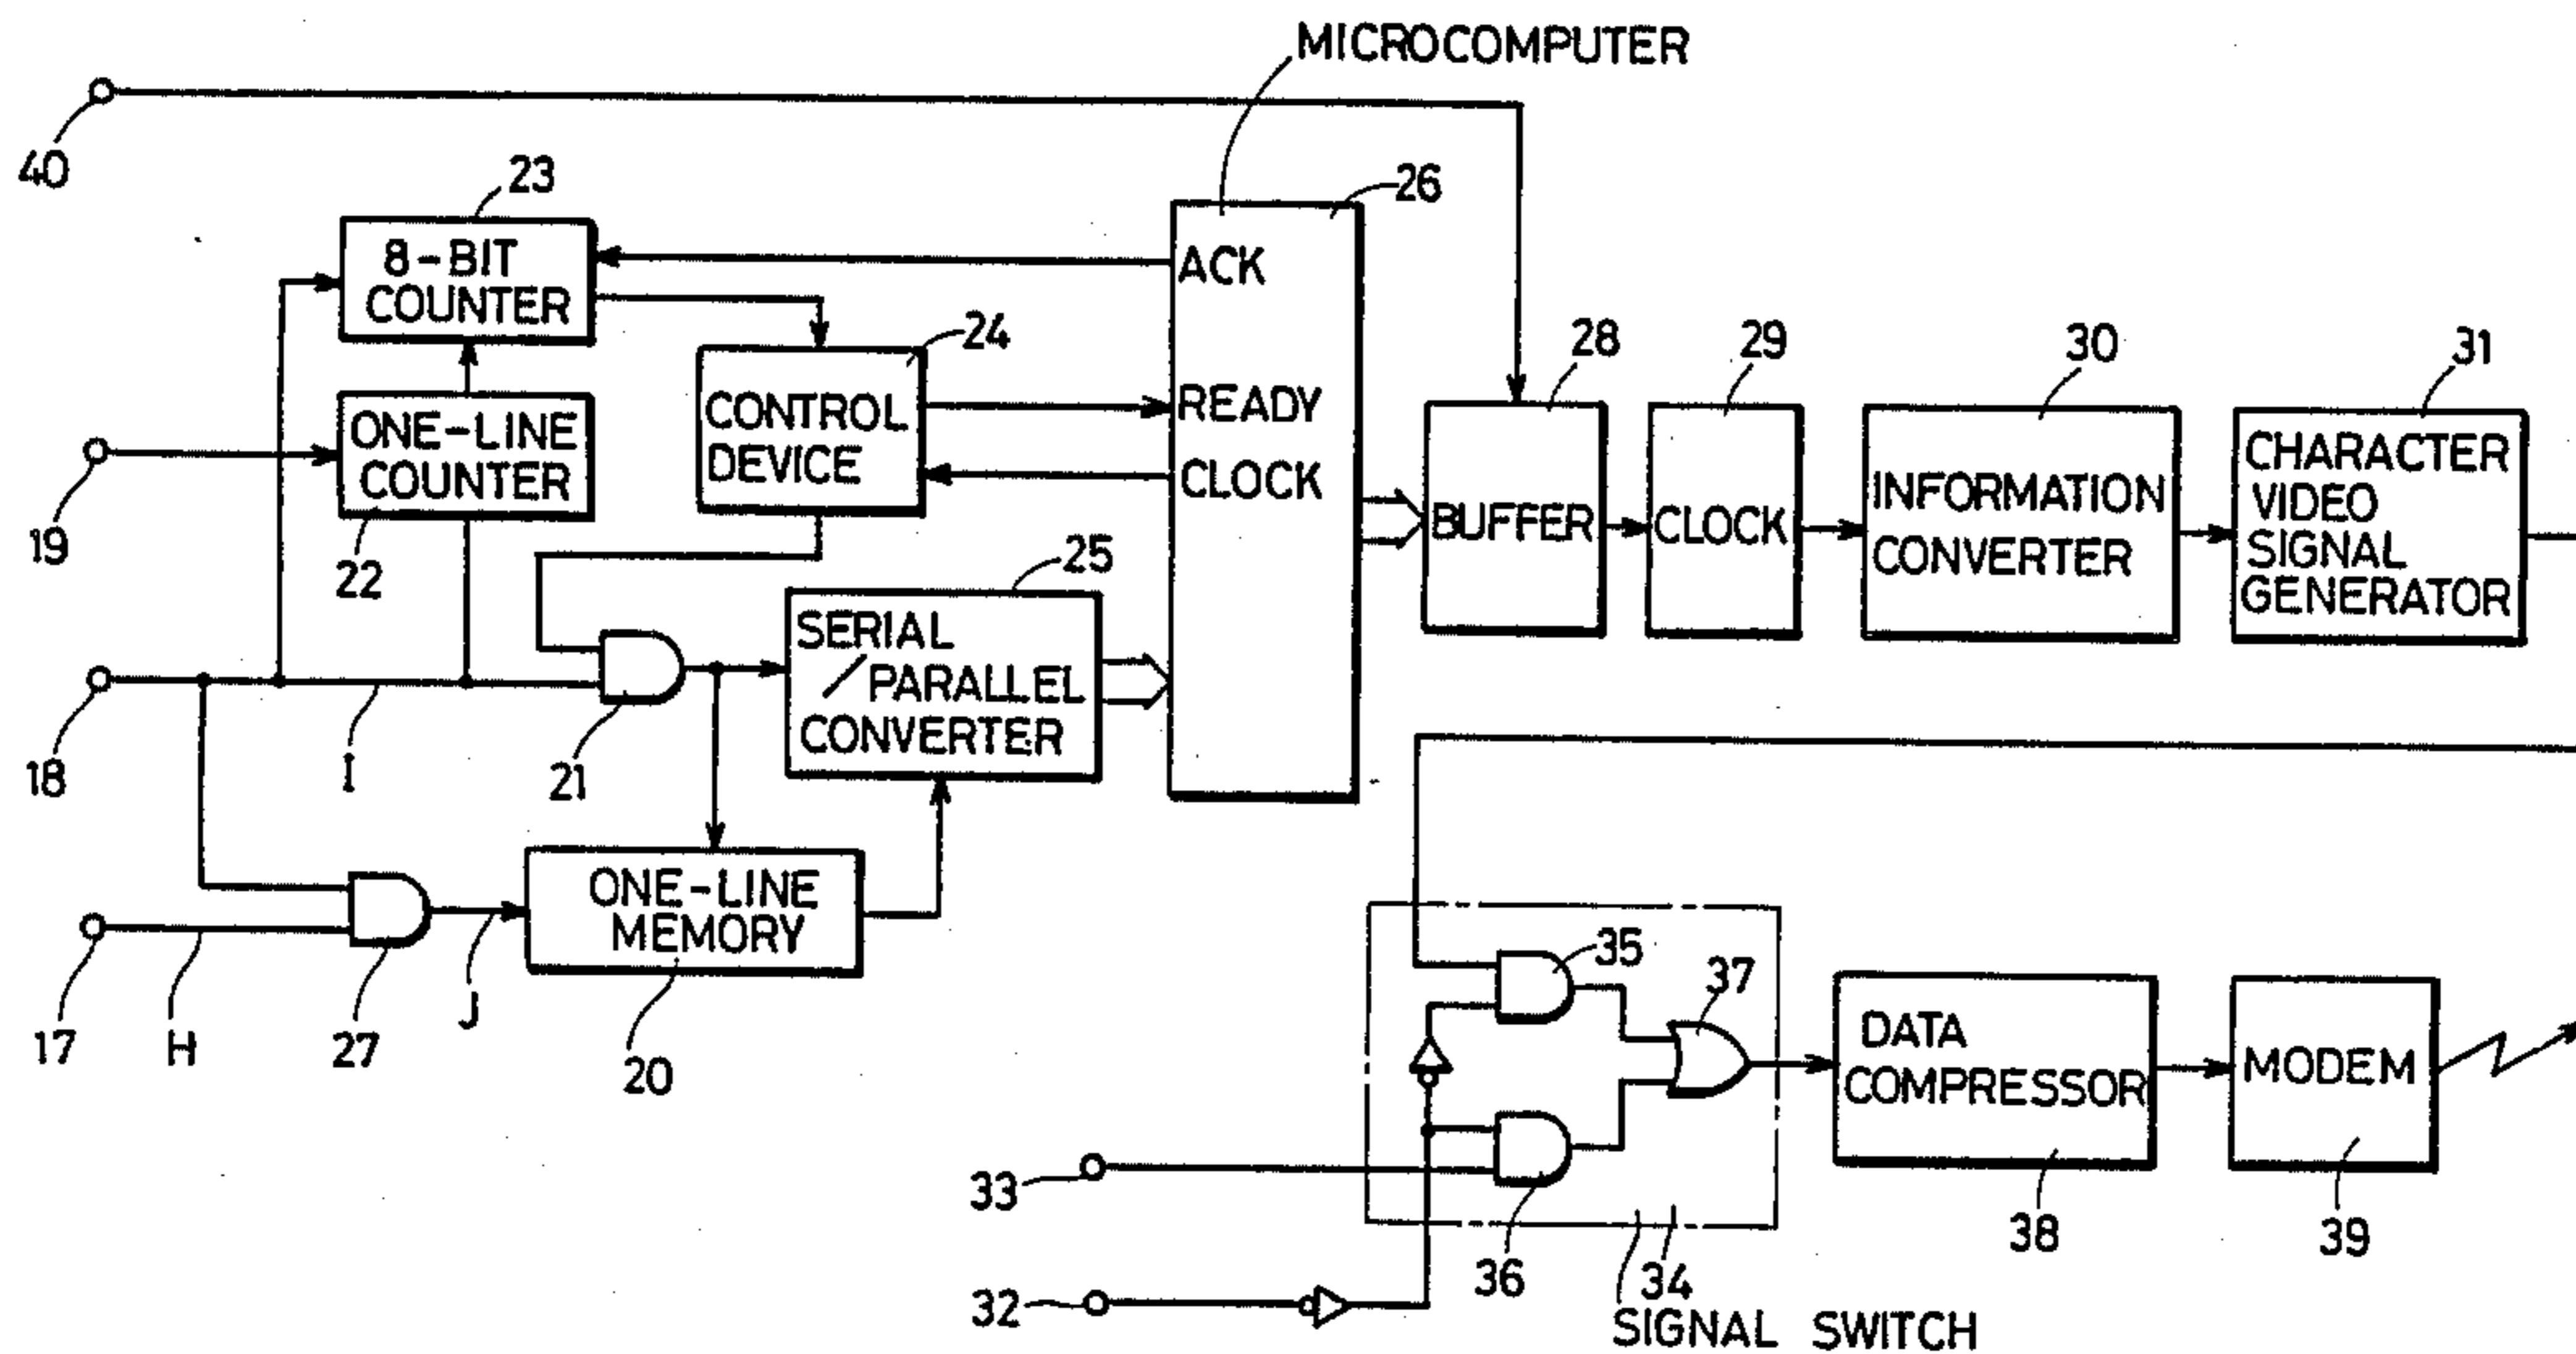 MICROCOMPUTER
40
23
26
8-BIT
COUNTER
ACK
24
28
29
30
31
ONE-LINE
COUNTER
CONTROL
DEVICE
READY
CLOCK
BUFFER
CLOCK
INFORMATION
CONVERTER
CHARACTER
VIDEO
SIGNAL
GENERATOR
19
22
25
SERIAL
/PARALLEL
CONVERTER
18
I
21
ONE-LINE
MEMORY
17
H
27
J
20
35
37
DATA
COMPRESSOR
MODEM
33
36
34
38
39
32
SIGNAL SWITCH